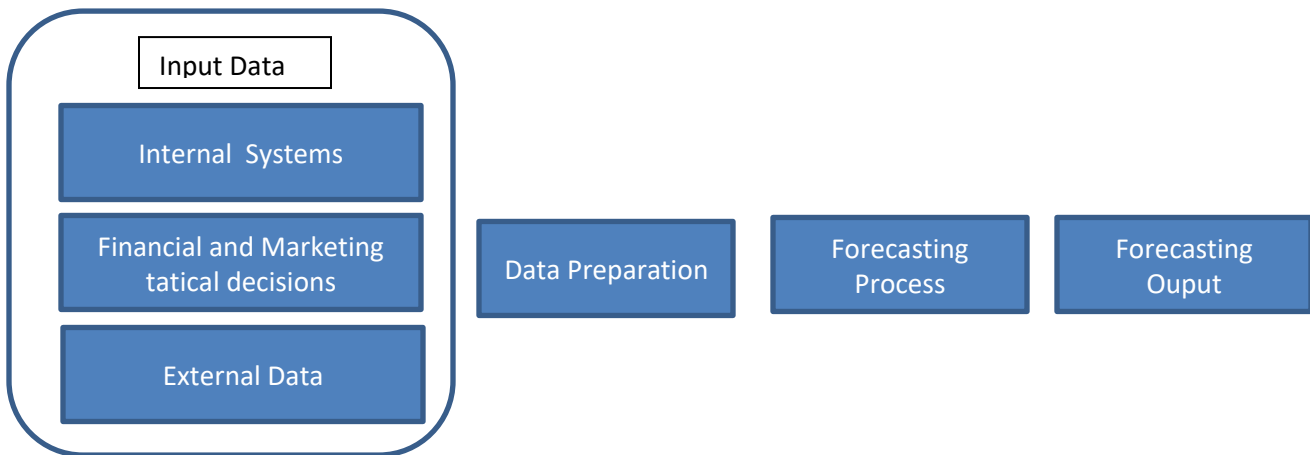 Input Data
Internal  Systems
Financial and Marketing
tatical decisions
External Data
Data Preparation
Forecasting
Process
Forecasting
Ouput